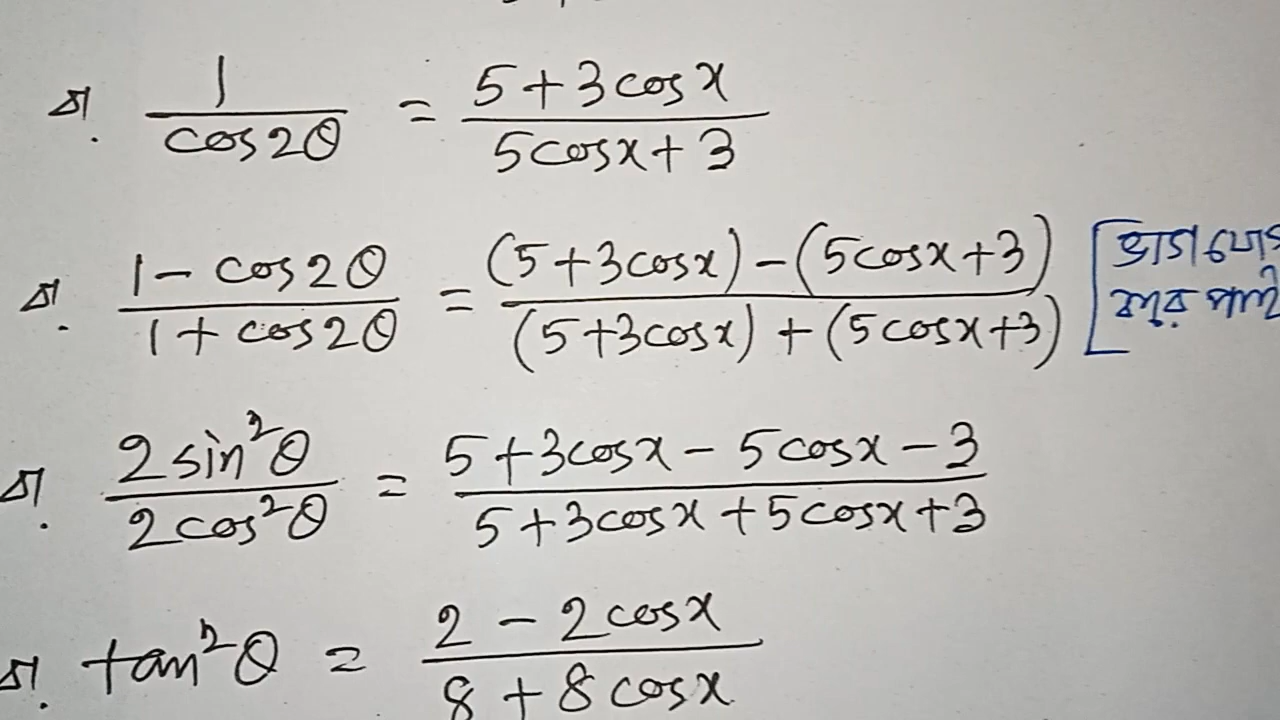 বা. 1/cos2θ = (5+3cosx)/(5cosx+3)
বা. (1-cos2θ)/(1+cos2θ) = ((5+3cosx)-(5cosx+3))/((5+3cosx)+(5cosx+3))
বা. 2sin²θ/2cos²θ = (5+3cosx-5cosx-3)/(5+3cosx+5cosx+3)
বা. tan²θ = (2-2cosx)/(8+8cosx)